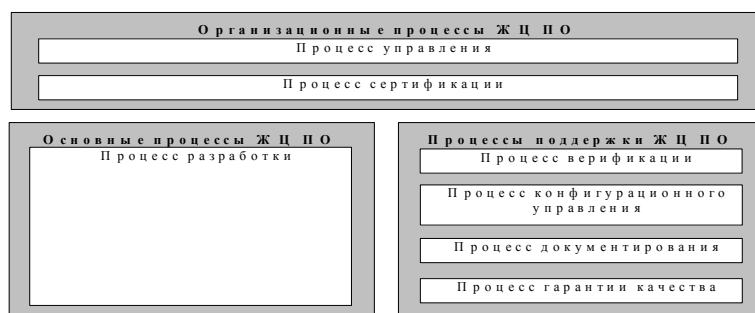 Организационные процессы ЖЦ ПО
Процесс управления
Процесс сертификации
Основные процессы ЖЦ ПО
Процесс разработки
Процессы поддержки ЖЦ ПО
Процесс верификации
Процесс конфигурационного
управления
Процесс документирования
Процесс гарантии качества